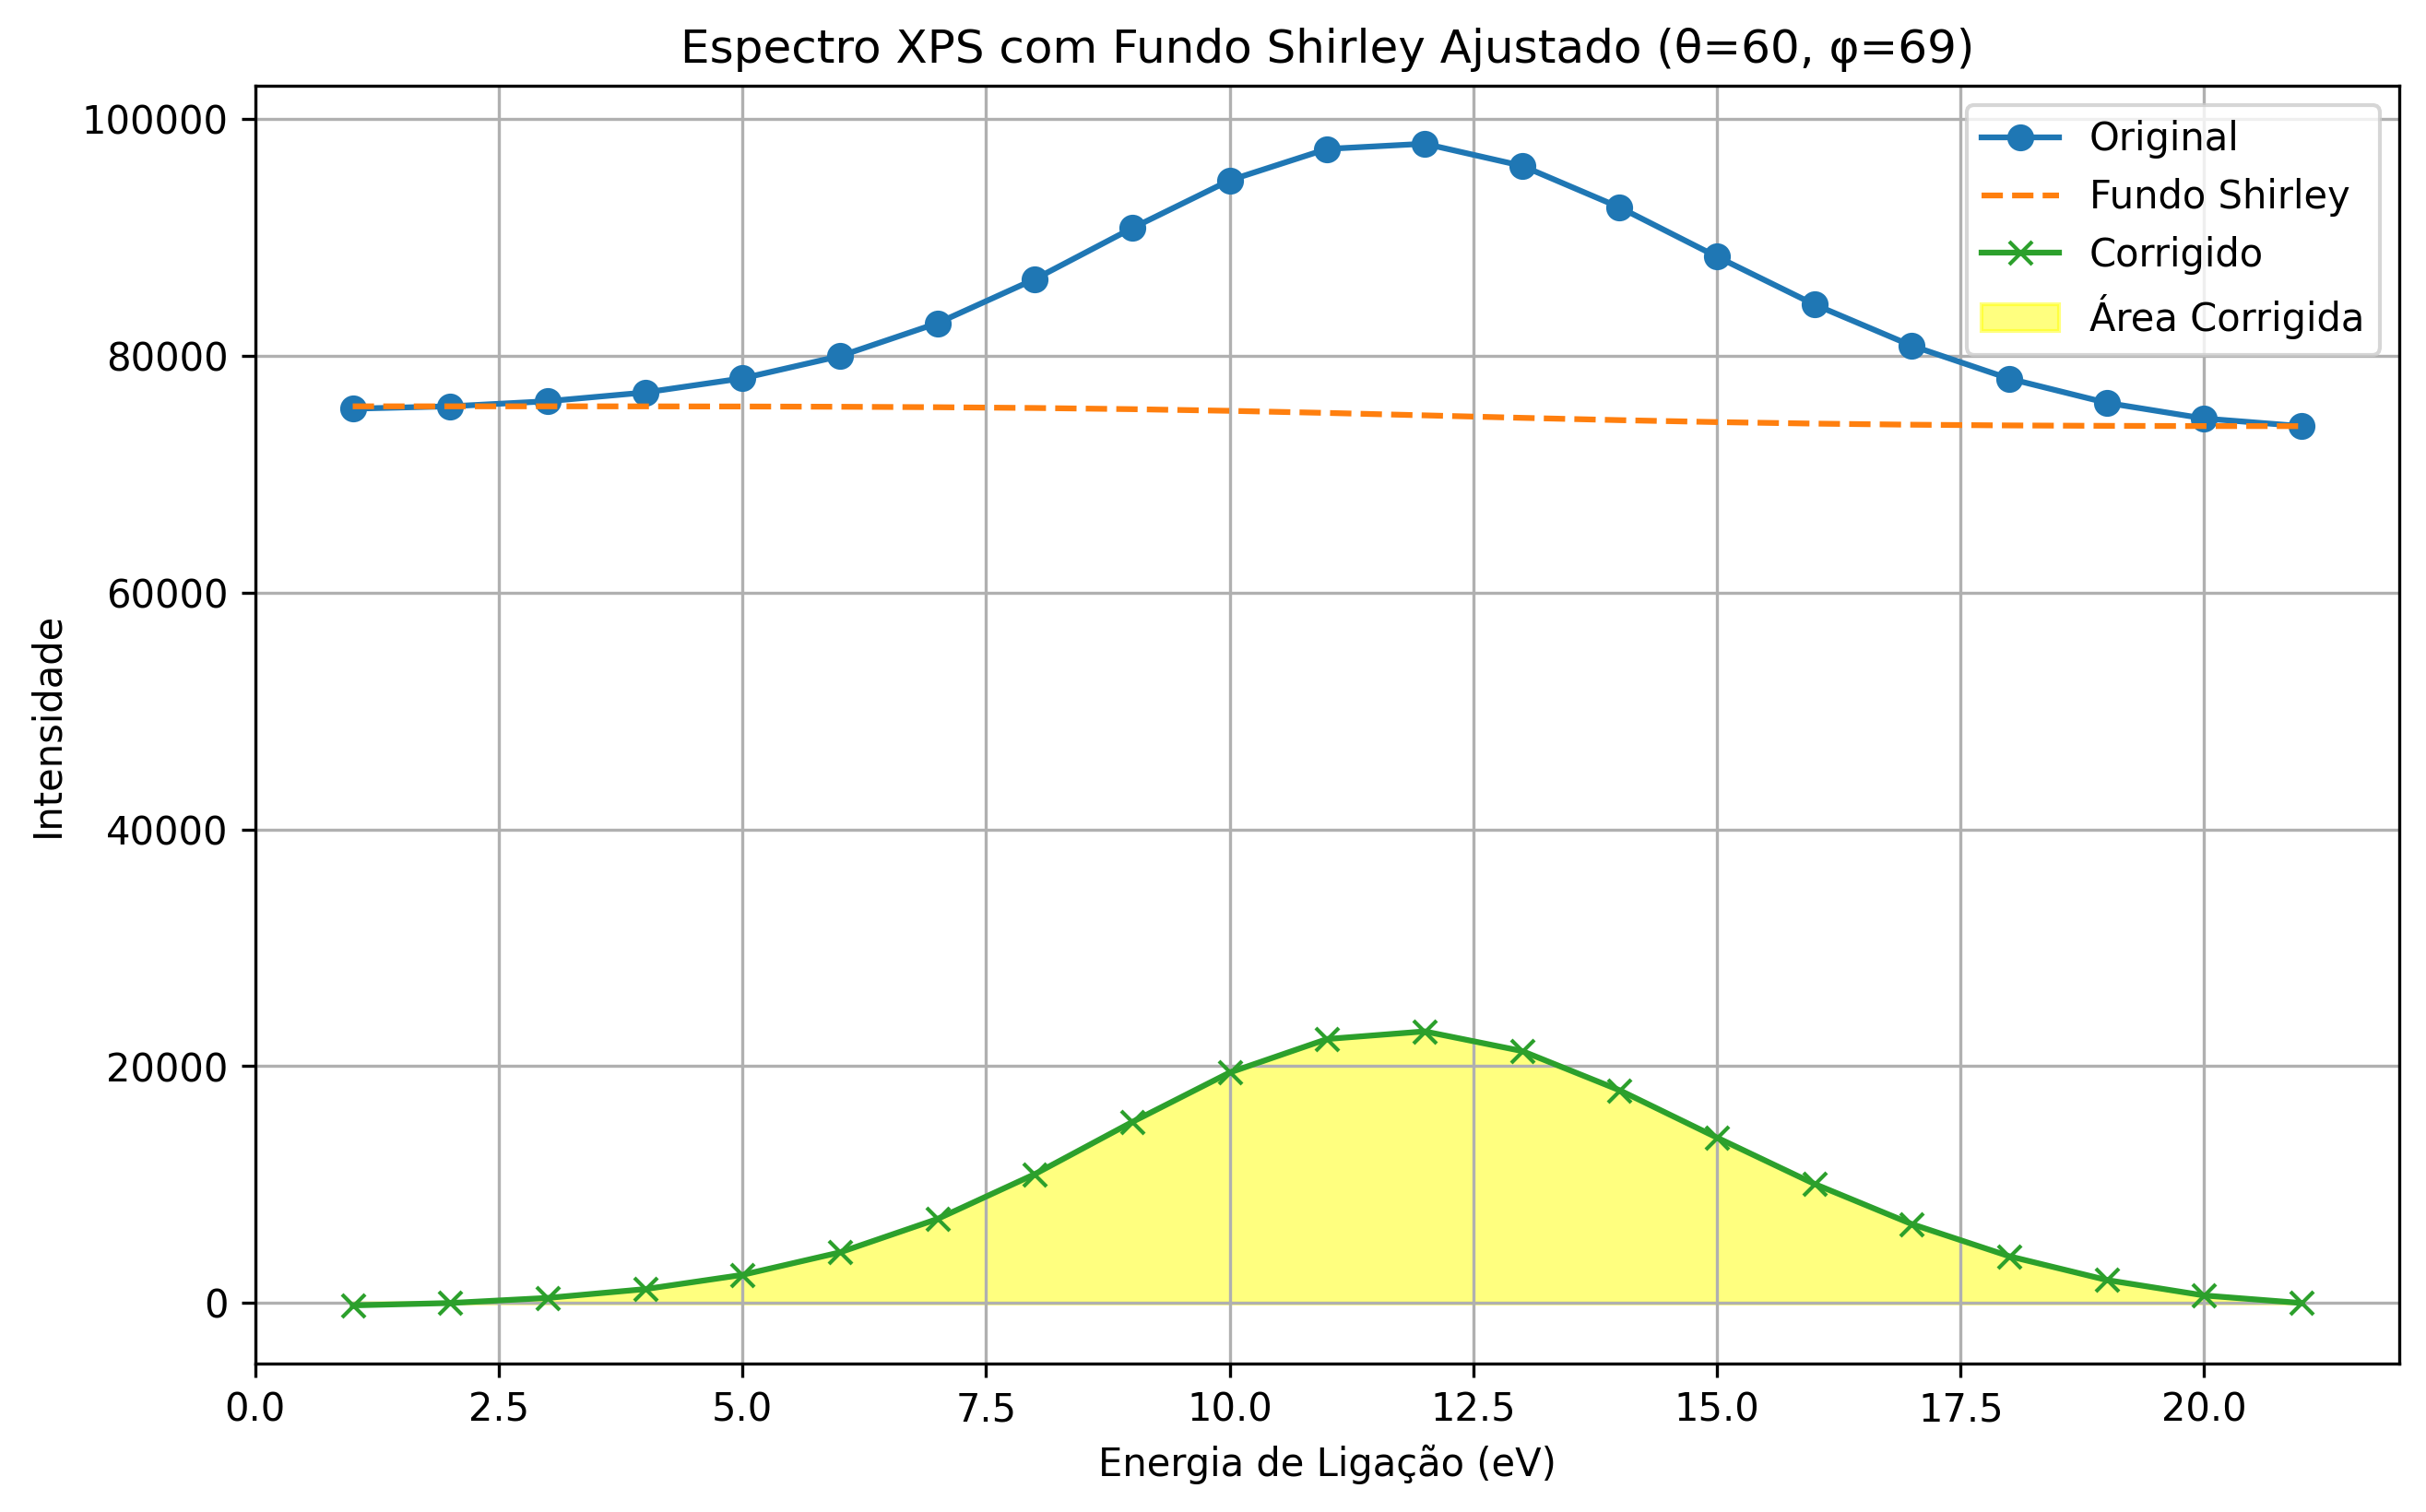 Espectro XPS com Fundo Shirley Ajustado (θ=60, φ=69)
100000
80000
60000
40000
20000
0
Intensidade
Original
Fundo Shirley
Corrigido
Área Corrigida
0.0 2.5 5.0 7.5 10.0 12.5 15.0 17.5 20.0
Energia de Ligação (eV)